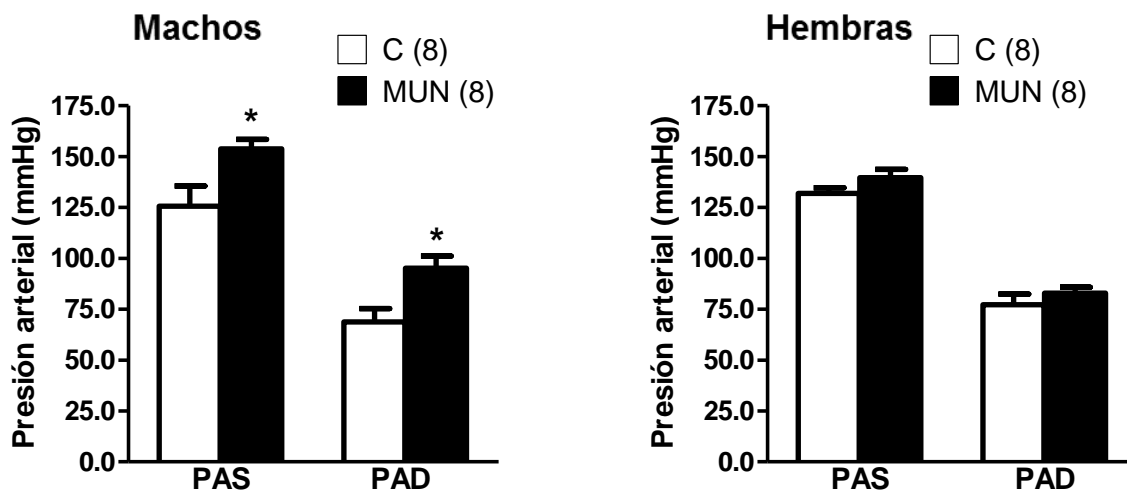 Machos
C (8)
MUN (8)
Presión arterial (mmHg)
175.0
150.0
125.0
100.0
75.0
50.0
25.0
0.0
*
*
PAS
PAD
Hembras
C (8)
MUN (8)
Presión arterial (mmHg)
175.0
150.0
125.0
100.0
75.0
50.0
25.0
0.0
PAS
PAD